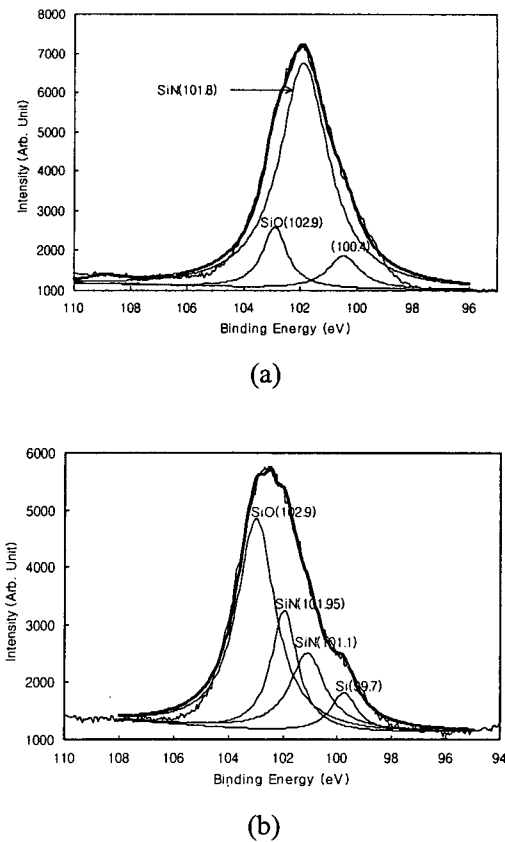 8000
7000
6000
5000
4000
3000
2000
1000
Intensity (Arb. Unit)
SiN(101.8)
SiO(102.9)
(100.4)
110 108 106 104 102 100 98 96
Binding Energy (eV)
(a)
6000
5000
4000
3000
2000
1000
Intensity (Arb. Unit)
SiO(102.9)
SiN(101.95)
SiN(101.1)
Si(99.7)
110 108 106 104 102 100 98 96 94
Binding Energy (eV)
(b)